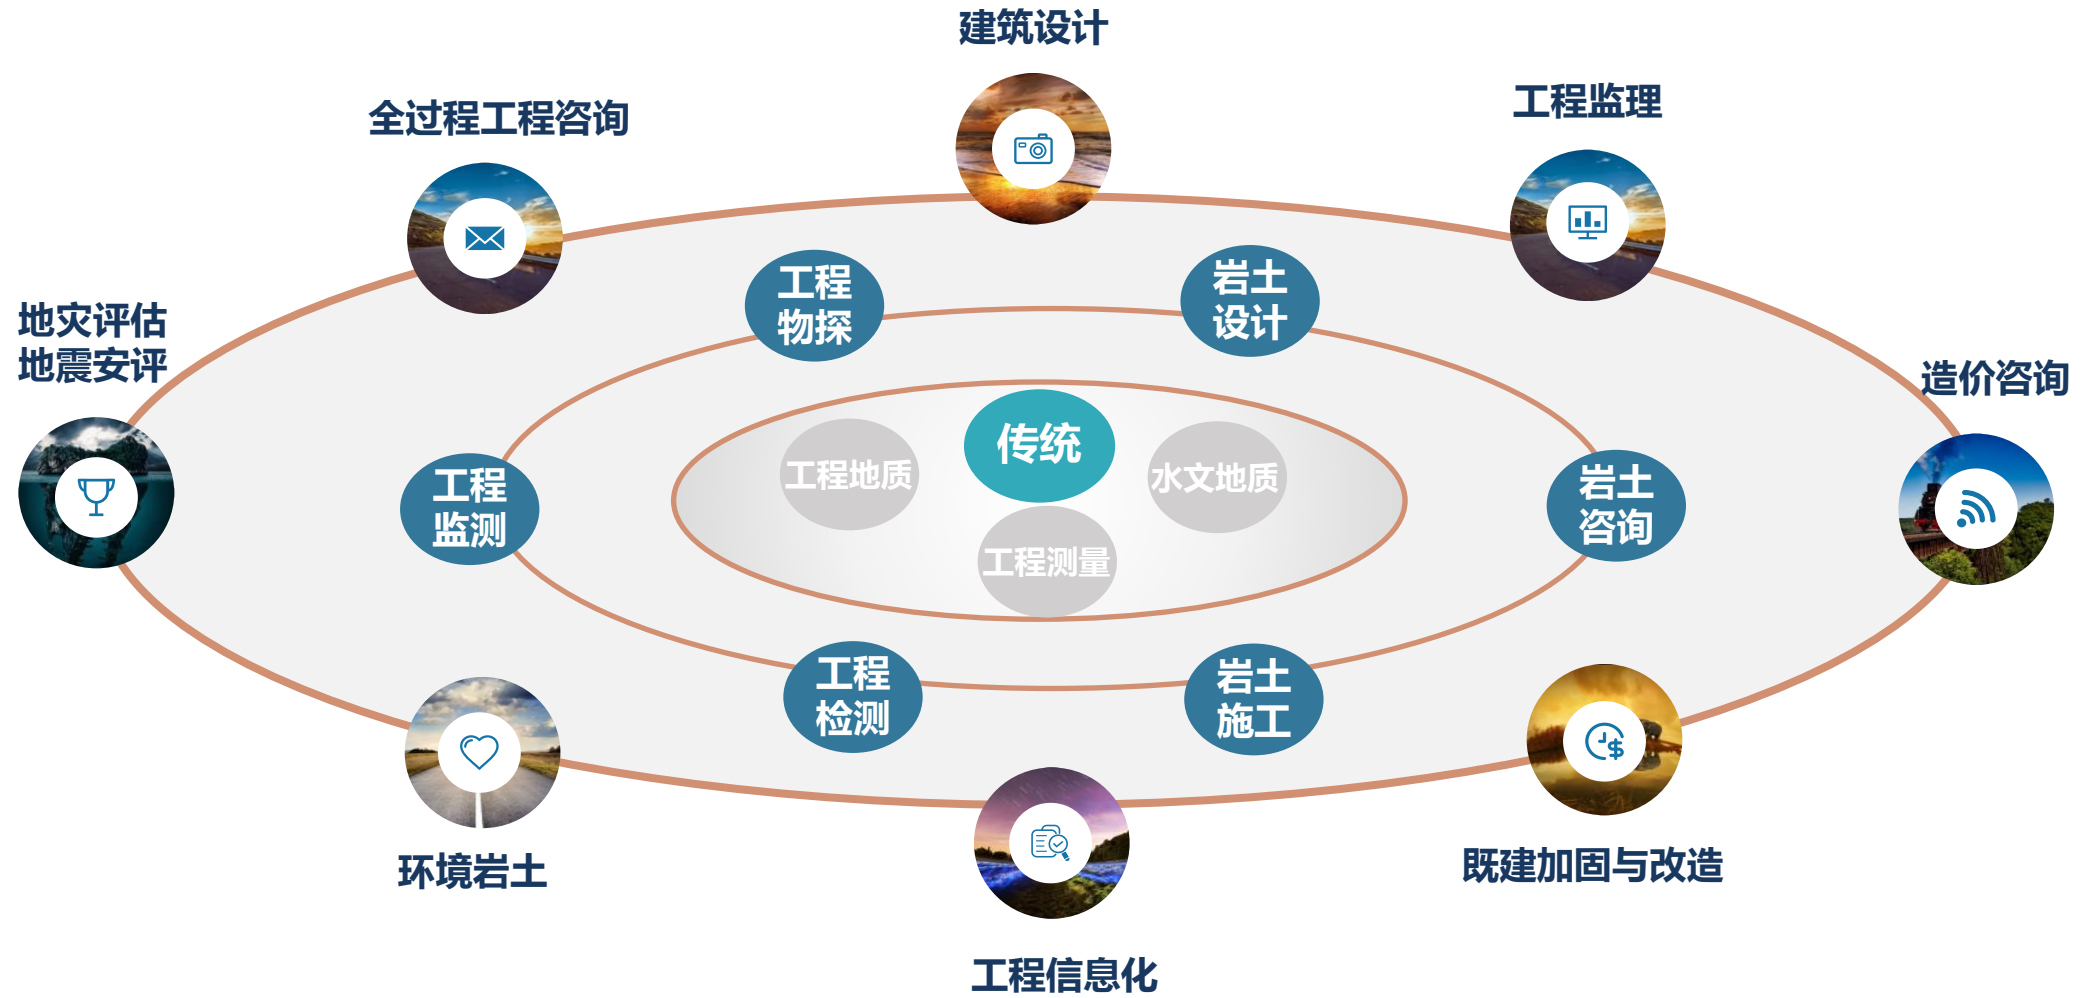 建筑设计
工程监理
全过程工程咨询
工程
物探
岩土
设计
地灾评估
地震安评
造价咨询
传统
工程地质
水文地质
工程
监测
岩土
咨询
工程测量
工程
检测
岩土
施工
环境岩土
既建加固与改造
工程信息化